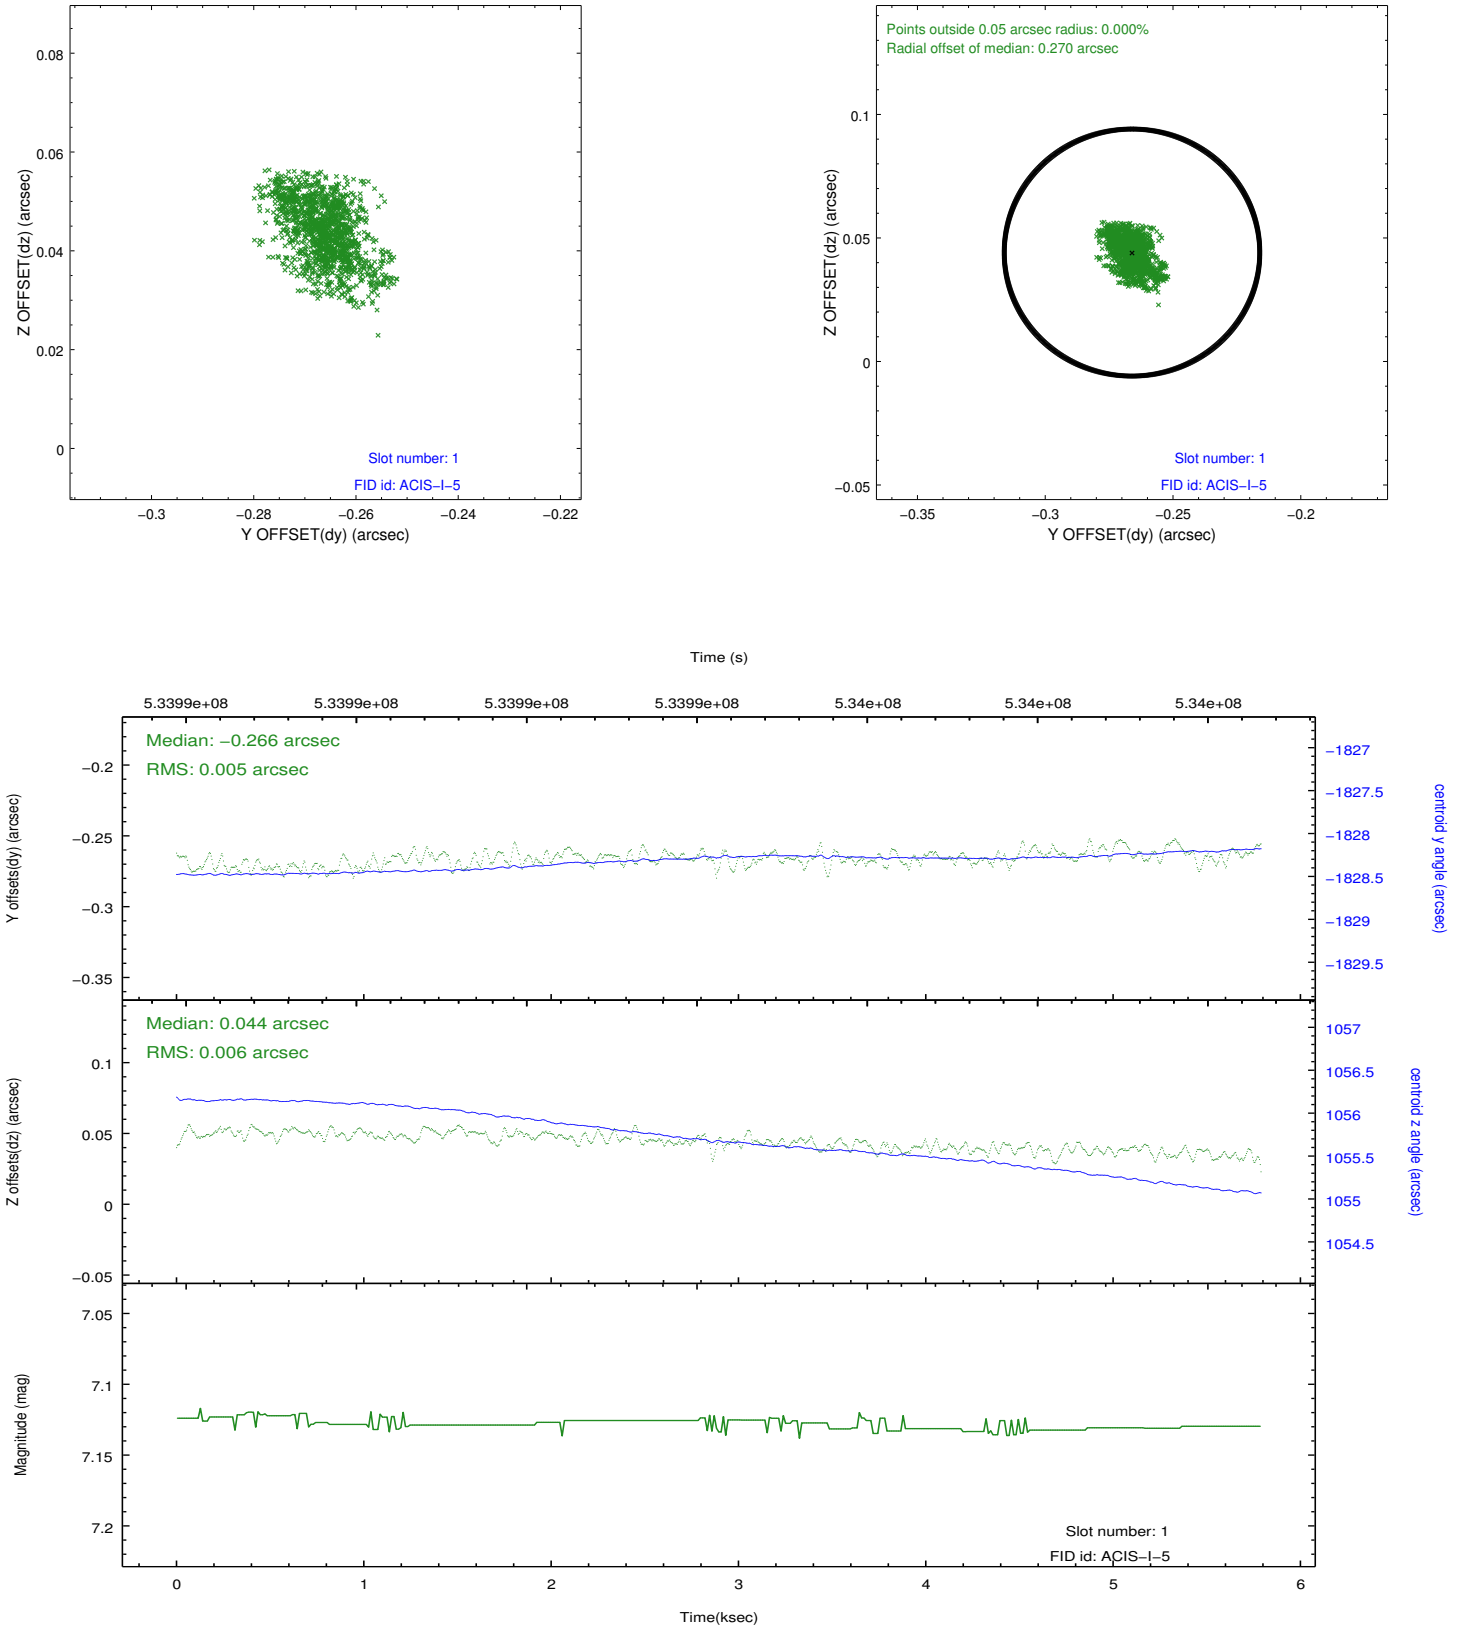 0.08
0.06
0.04
0.02
0
Z OFFSET(dz) (arcsec)
Slot number: 1
FID id: ACIS−I−5
−0.3
−0.28
−0.26
−0.24
−0.22
Y OFFSET(dy) (arcsec)
Points outside 0.05 arcsec radius: 0.000%
Radial offset of median: 0.270 arcsec
0.1
0.05
0
−0.05
Z OFFSET(dz) (arcsec)
Slot number: 1
FID id: ACIS−I−5
−0.35
−0.3
−0.25
−0.2
Y OFFSET(dy) (arcsec)
Time (s)
5.3399e+08
5.3399e+08
5.3399e+08
5.3399e+08
5.34e+08
5.34e+08
5.34e+08
Median: −0.266 arcsec
RMS: 0.005 arcsec
−0.2
−0.25
−0.3
−0.35
Y offsets(dy) (arcsec)
−1827
−1827.5
−1828
−1828.5
−1829
−1829.5
centroid y angle (arcsec)
Median: 0.044 arcsec
RMS: 0.006 arcsec
0.1
0.05
0
−0.05
Z offsets(dz) (arcsec)
1057
1056.5
1056
1055.5
1055
1054.5
centroid z angle (arcsec)
7.05
7.1
7.15
7.2
Magnitude (mag)
Slot number: 1
FID id: ACIS−I−5
0
1
2
3
4
5
6
Time(ksec)